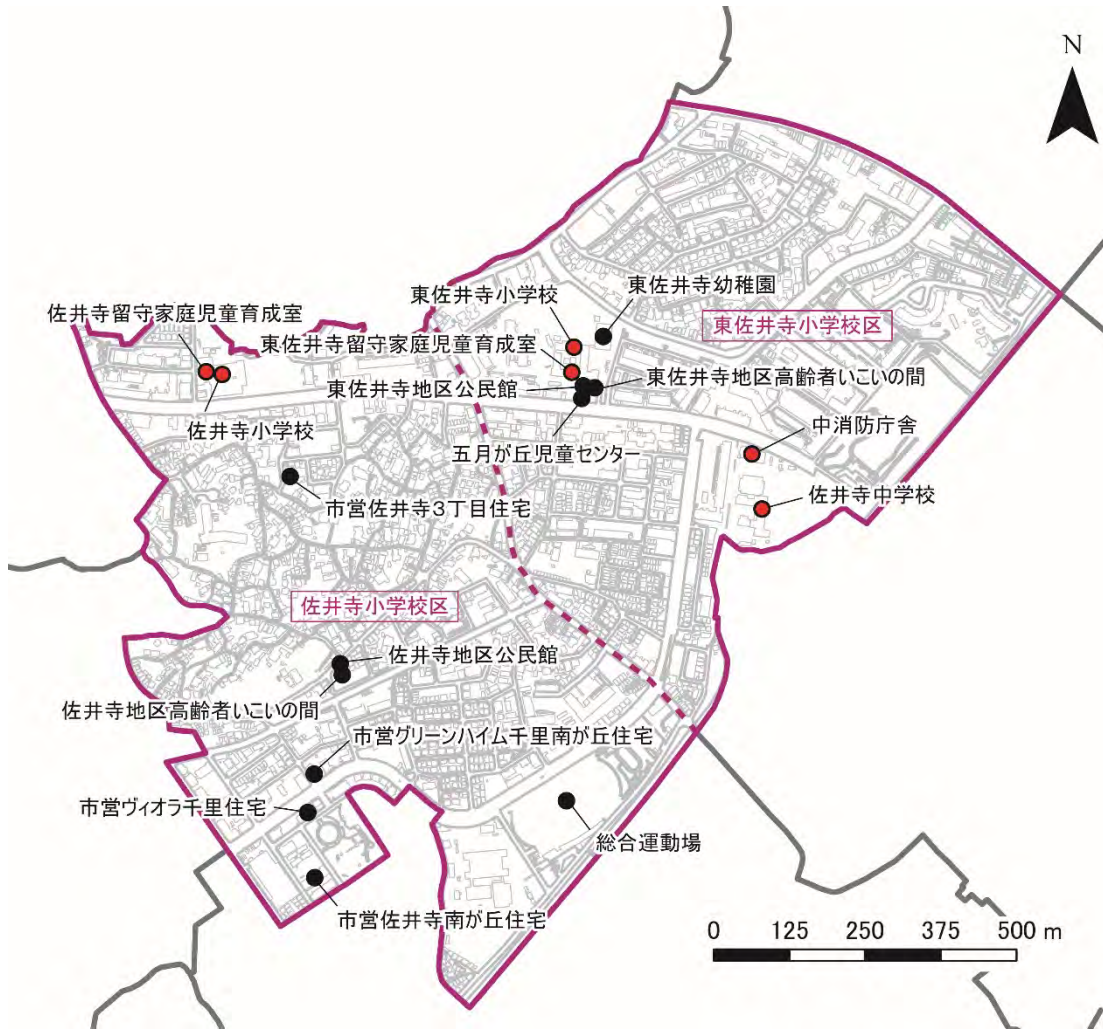 N
東佐井寺幼稚園
東佐井寺小学校
佐井寺留守家庭児童育成室
東佐井寺小学校区
東佐井寺留守家庭児童育成室
東佐井寺地区公民館
東佐井寺地区高齢者いこいの間
佐井寺小学校
中消防庁舎
五月が丘児童センター
佐井寺中学校
市営佐井寺3丁目住宅
佐井寺小学校区
佐井寺地区公民館
佐井寺地区高齢者いこいの間
市営グリーンハイム千里南が丘住宅
市営ヴィオラ千里住宅
総合運動場
市営佐井寺南が丘住宅
0 125 250 375 500 m